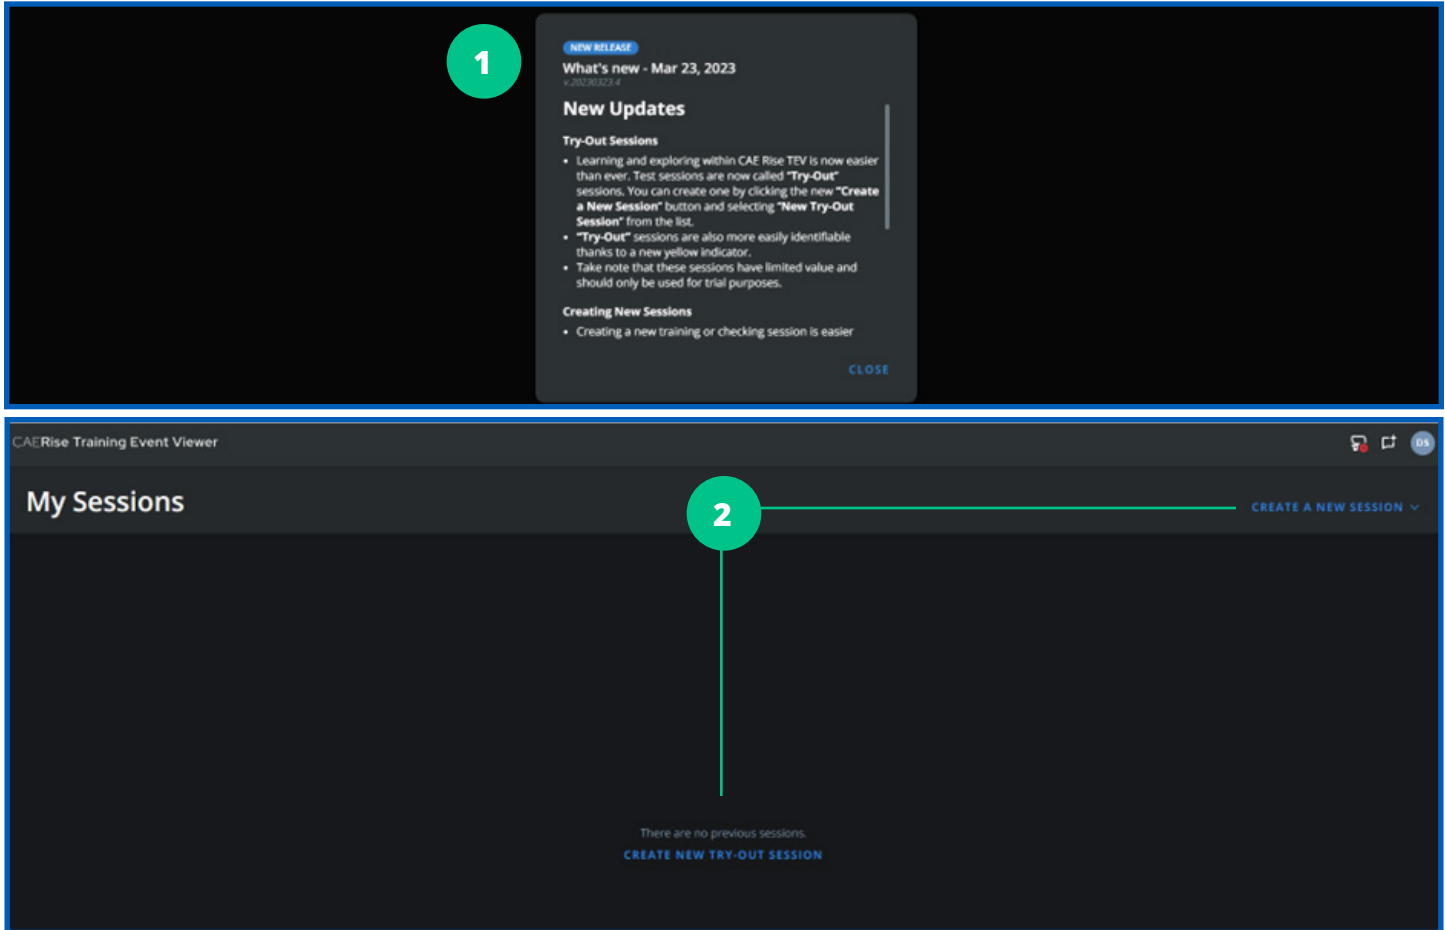 1
NEW RELEASE
What's new - Mar 23, 2023
v.20230323.4
New Updates
Try-Out Sessions
• Learning and exploring within CAE Rise TEV is now easier
than ever. Test sessions are now called "Try-Out"
sessions. You can create one by clicking the new "Create
a New Session" button and selecting "New Try-Out
Session" from the list.
• "Try-Out" sessions are also more easily identifiable
thanks to a new yellow indicator.
• Take note that these sessions have limited value and
should only be used for trial purposes.
Creating New Sessions
• Creating a new training or checking session is easier
CLOSE
CAERise Training Event Viewer
DS
My Sessions
2
CREATE A NEW SESSION
There are no previous sessions.
CREATE NEW TRY-OUT SESSION